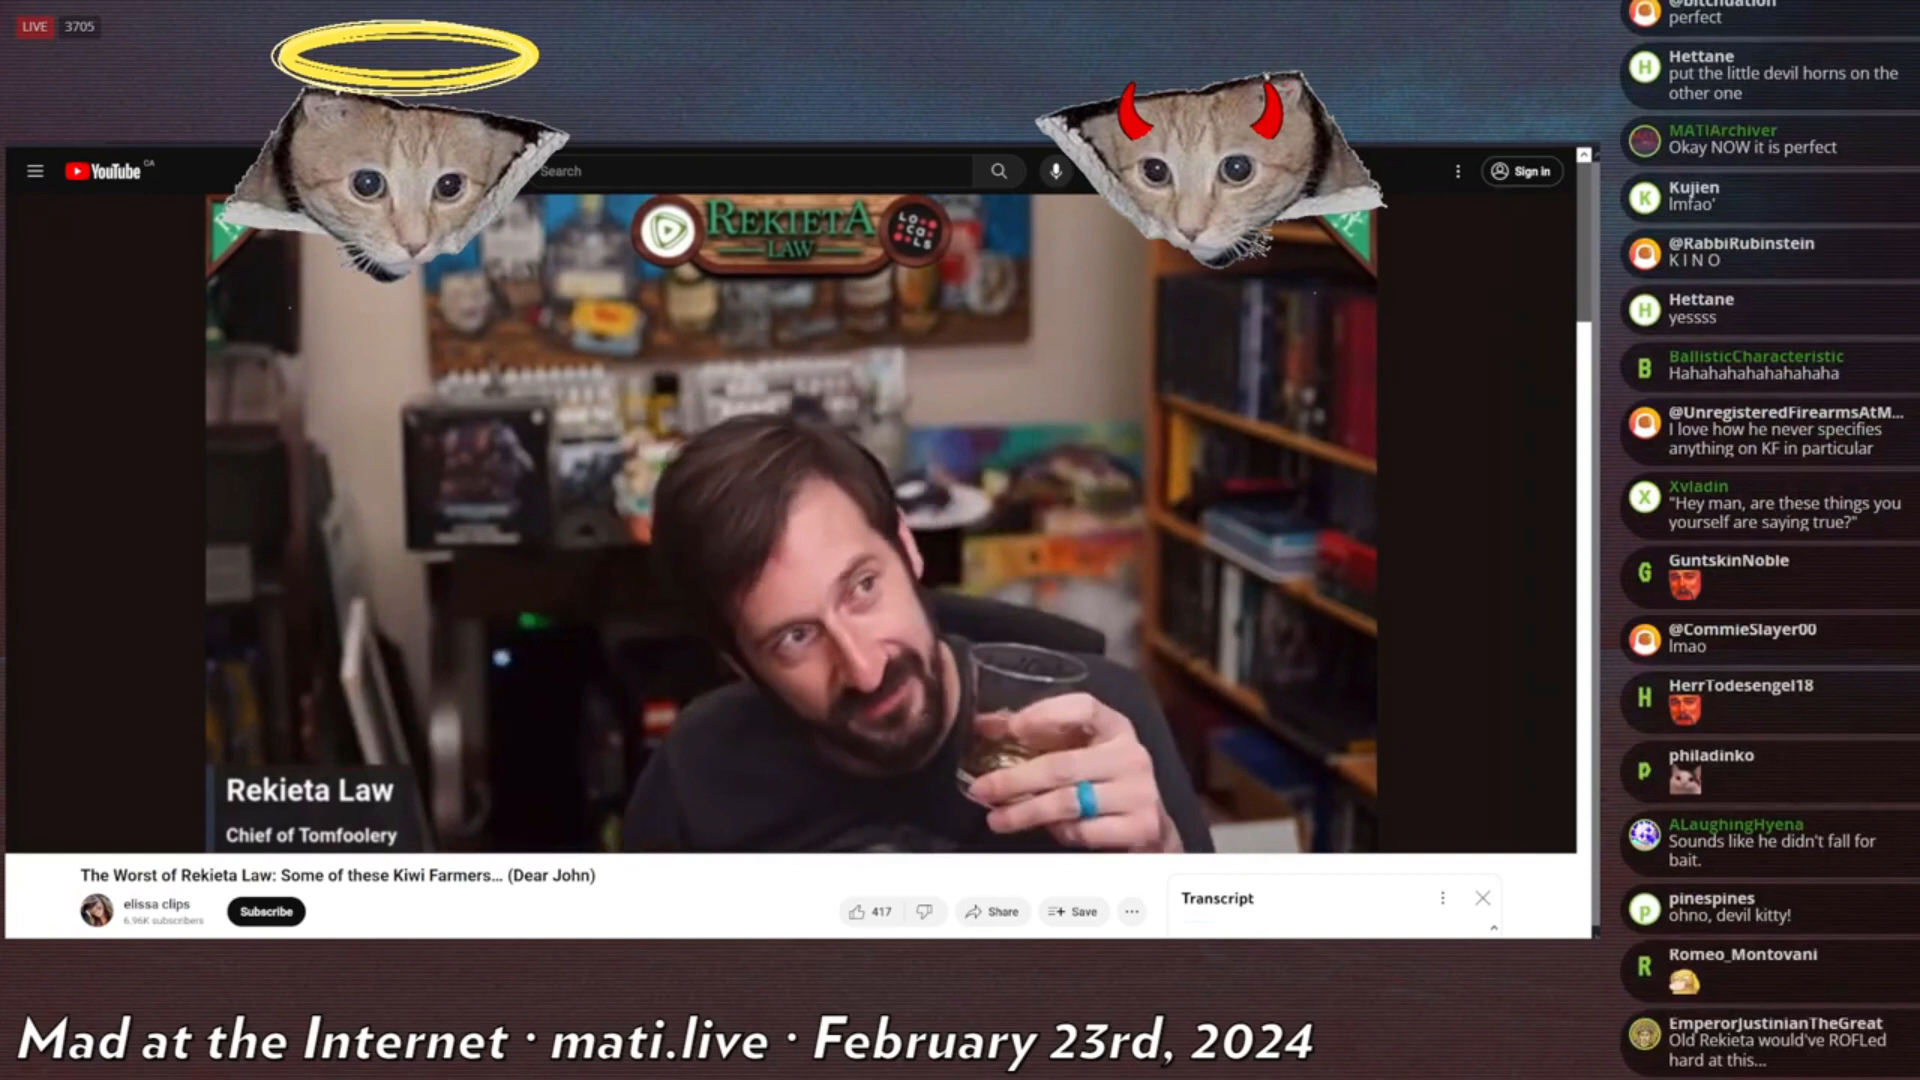 LIVE 3705
YouTube CA
Search
Sign in
REKIETA
LAW
LO
CA
LS
Rekieta Law
Chief of Tomfoolery
The Worst of Rekieta Law: Some of these Kiwi Farmers... (Dear John)
elissa clips
6.96K subscribers
Subscribe
417
Share
Save
Transcript
Mad at the Internet · mati.live · February 23rd, 2024
@bitchuation
perfect
H
Hettane
put the little devil horns on the
other one
MATIArchiver
Okay NOW it is perfect
K
Kujien
lmfao'
@RabbiRubinstein
K I N O
H
Hettane
yessss
B
BallisticCharacteristic
Hahahahahahahahaha
@UnregisteredFirearmsAtM...
I love how he never specifies
anything on KF in particular
X
Xvladin
"Hey man, are these things you
yourself are saying true?"
G
GuntskinNoble
@CommieSlayer00
lmao
H
HerrTodesengel18
P
philadinko
ALaughingHyena
Sounds like he didn't fall for
bait.
p
pinespines
ohno, devil kitty!
R
Romeo_Montovani
EmperorJustinianTheGreat
Old Rekieta would've ROFLed
hard at this...